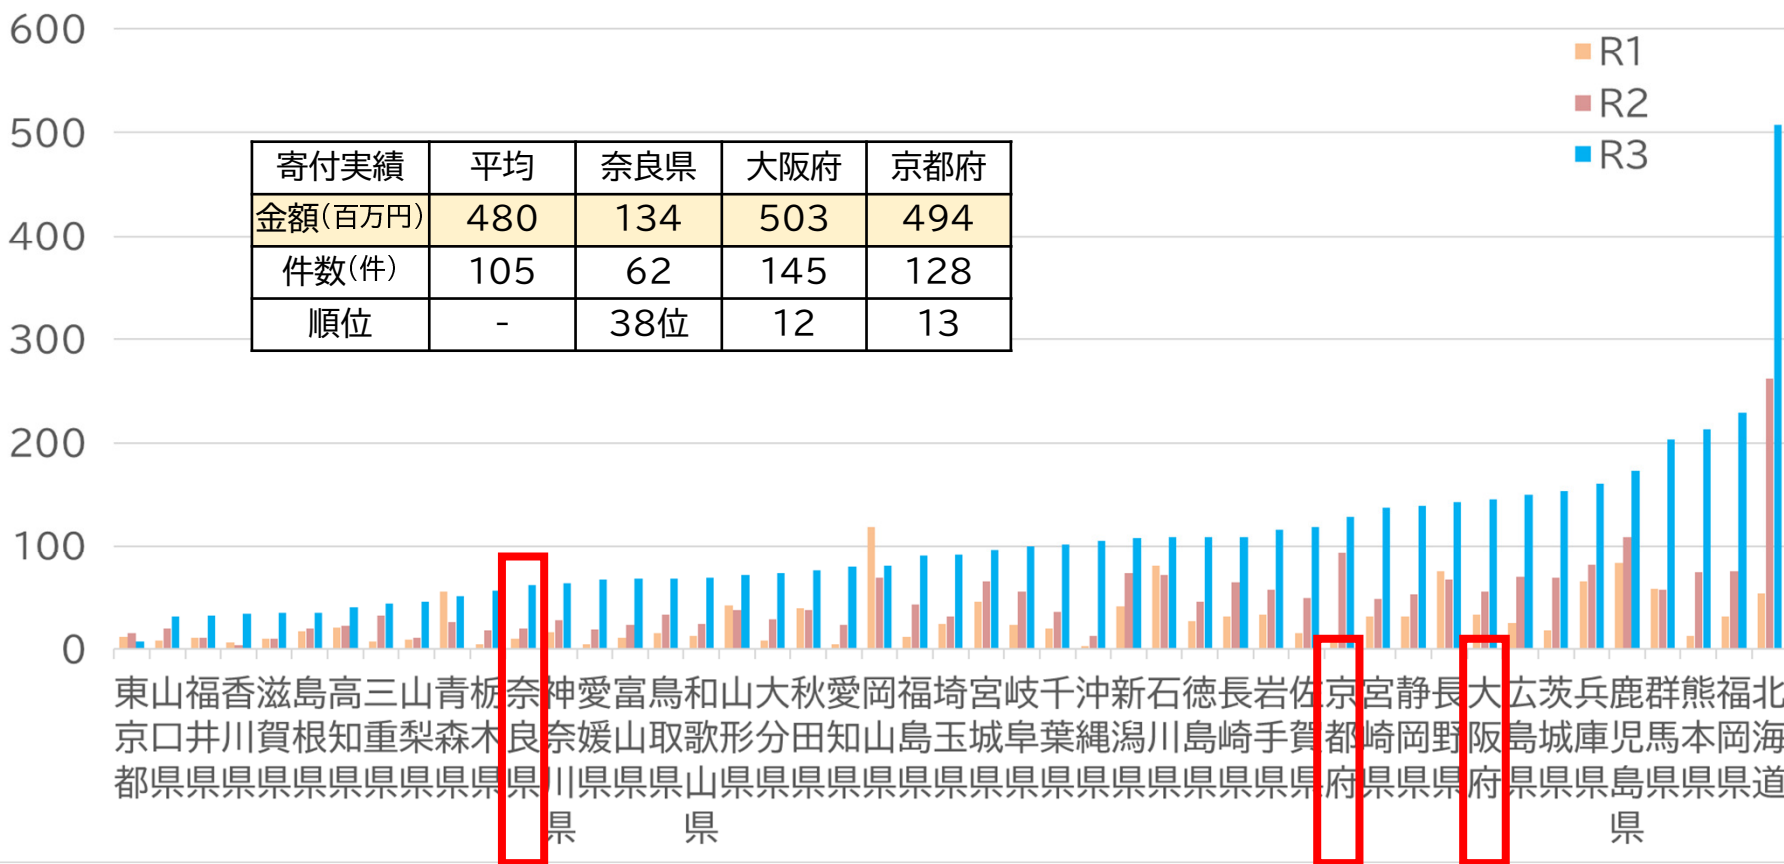 600
500
400
300
200
100
0
R1
R2
R3
寄付実績 平均 奈良県 大阪府 京都府
金額(百万円) 480 134 503 494
件数(件) 105 62 145 128
順位 - 38位 12 13
東京都
山口県
福井県
香川県
滋賀県
島根県
高知県
三重県
山梨県
青森県
栃木県
奈良県
神奈川県
愛媛県
富山県
鳥取県
和歌山県
山形県
大分県
秋田県
愛知県
岡山県
福島県
埼玉県
宮城県
岐阜県
千葉県
沖縄県
新潟県
石川県
徳島県
長崎県
岩手県
佐賀県
京都府
宮崎県
静岡県
長野県
大阪府
広島県
茨城県
兵庫県
鹿児島県
群馬県
熊本県
福岡県
北海道